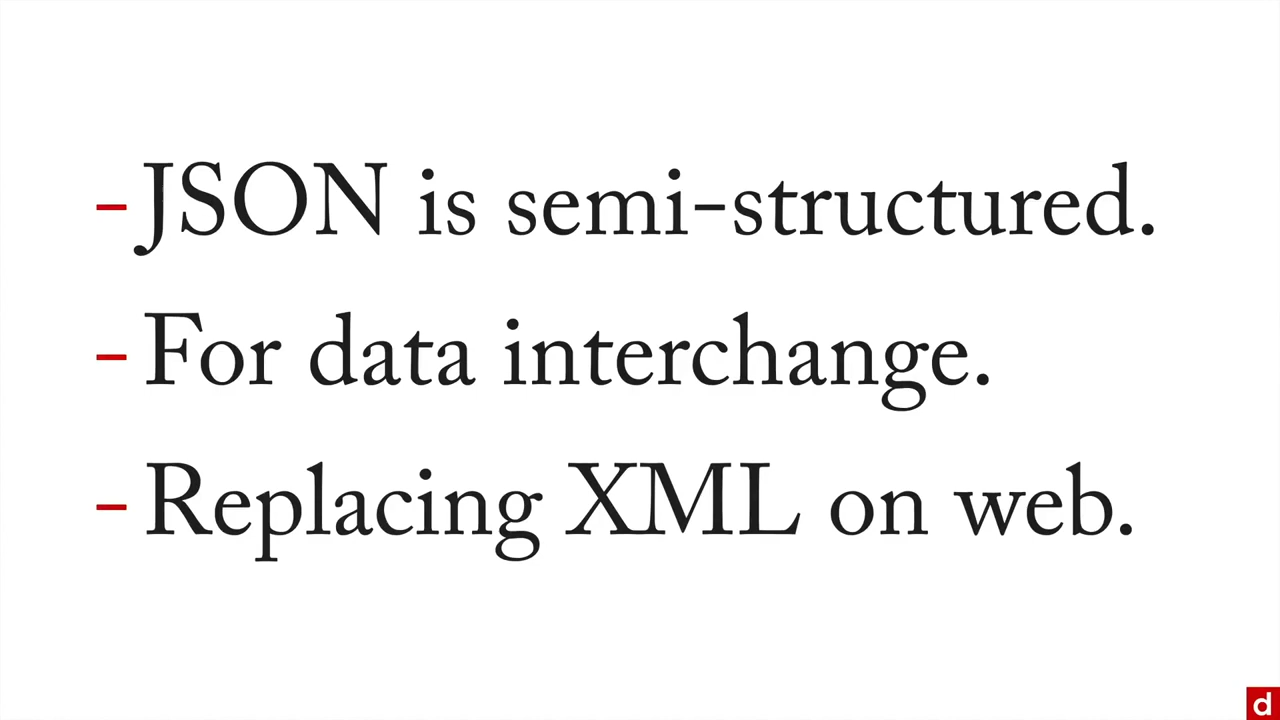 - JSON is semi-structured.
- For data interchange.
- Replacing XML on web.
d